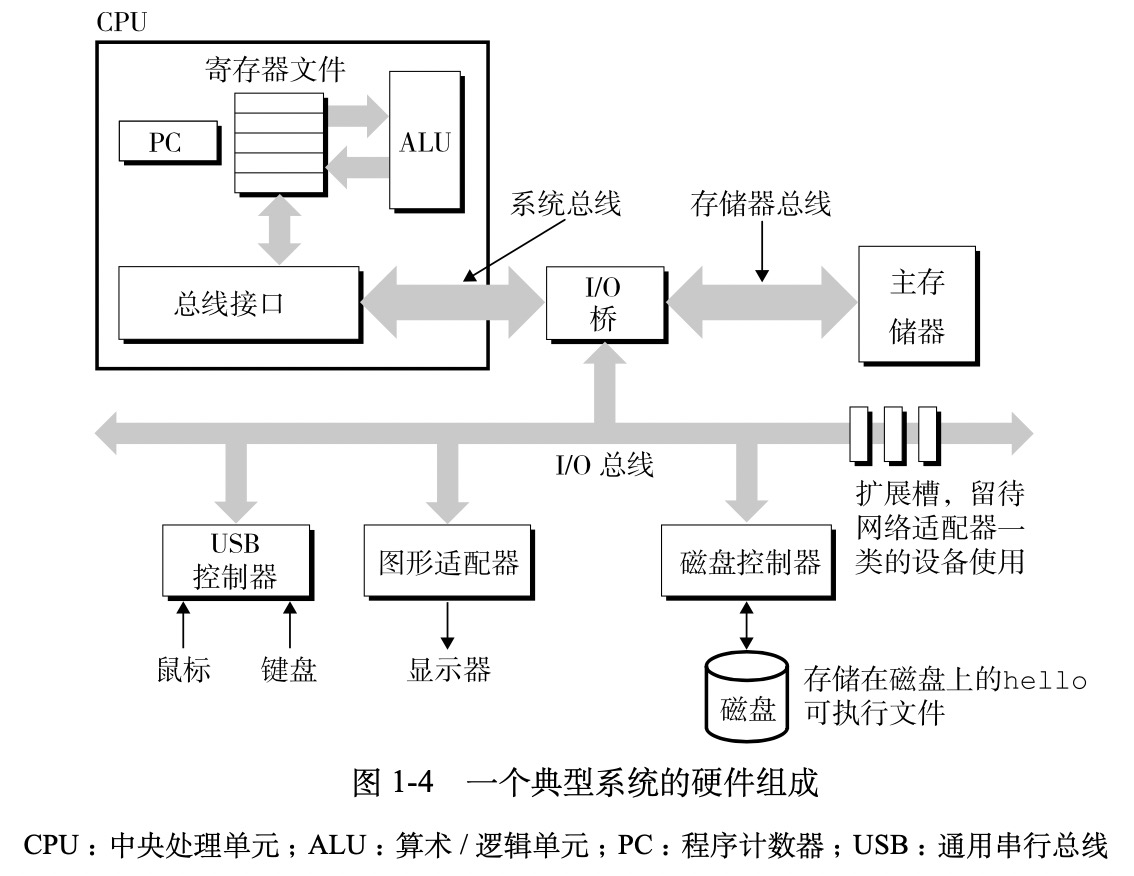 CPU
寄存器文件
PC
ALU
系统总线
存储器总线
总线接口
I/O
桥
主存
储器
I/O 总线
扩展槽，留待
网络适配器一
类的设备使用
USB
控制器
图形适配器
磁盘控制器
鼠标
键盘
显示器
磁盘
存储在磁盘上的hello
可执行文件
图 1-4 一个典型系统的硬件组成
CPU：中央处理单元；ALU：算术/逻辑单元；PC：程序计数器；USB：通用串行总线